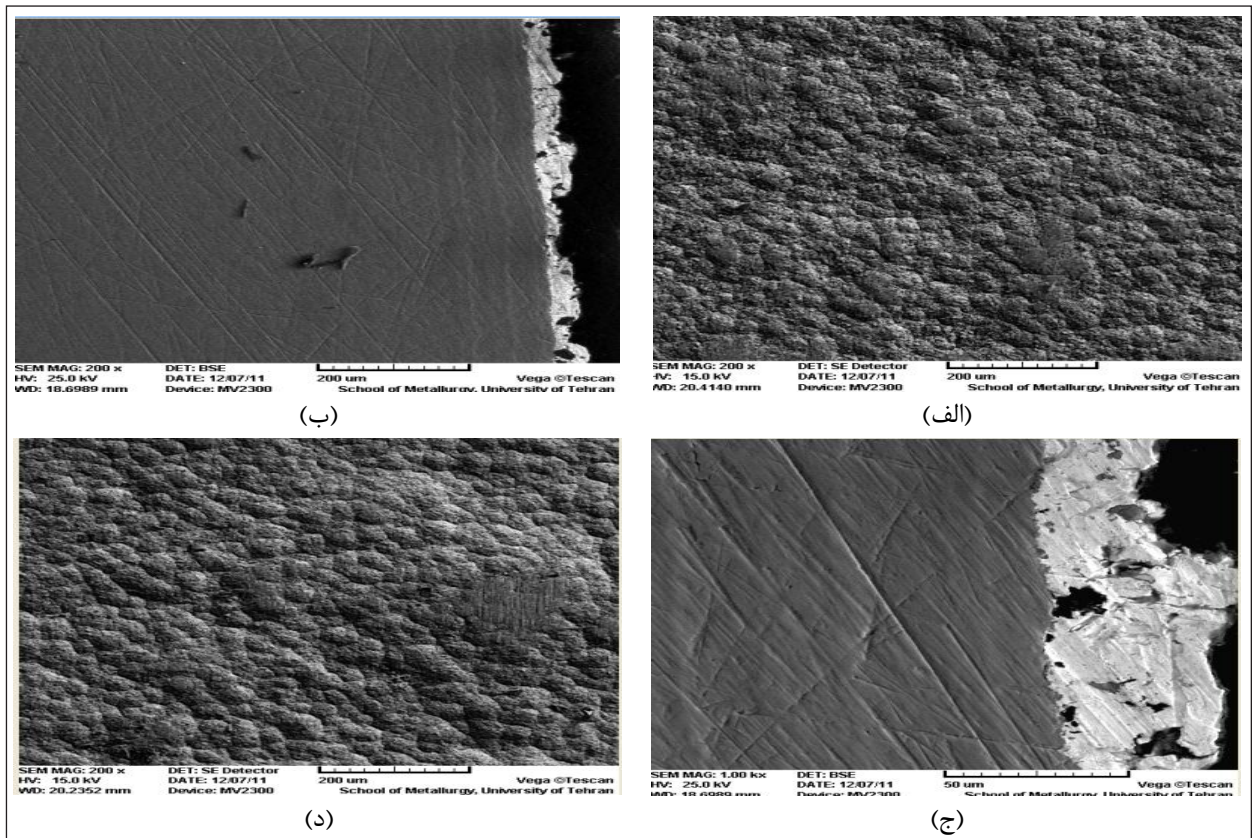 SEM MAG: 200 x DET: SE Detector
HV: 15.0 kV DATE: 12/07/11 200 um Vega ©Tescan
WD: 20.4140 mm Device: MV2300 School of Metallurgy, University of Tehran
(الف)
SEM MAG: 200 x DET: BSE
HV: 25.0 kV DATE: 12/07/11 200 um Vega ©Tescan
WD: 18.6989 mm Device: MV2300 School of Metallurgy, University of Tehran
(ب)
SEM MAG: 1.00 kx DET: BSE
HV: 25.0 kV DATE: 12/07/11 50 um Vega ©Tescan
WD: 18.6989 mm Device: MV2300 School of Metallurgy, University of Tehran
(ج)
SEM MAG: 200 x DET: SE Detector
HV: 15.0 kV DATE: 12/07/11 200 um Vega ©Tescan
WD: 20.2352 mm Device: MV2300 School of Metallurgy, University of Tehran
(د)